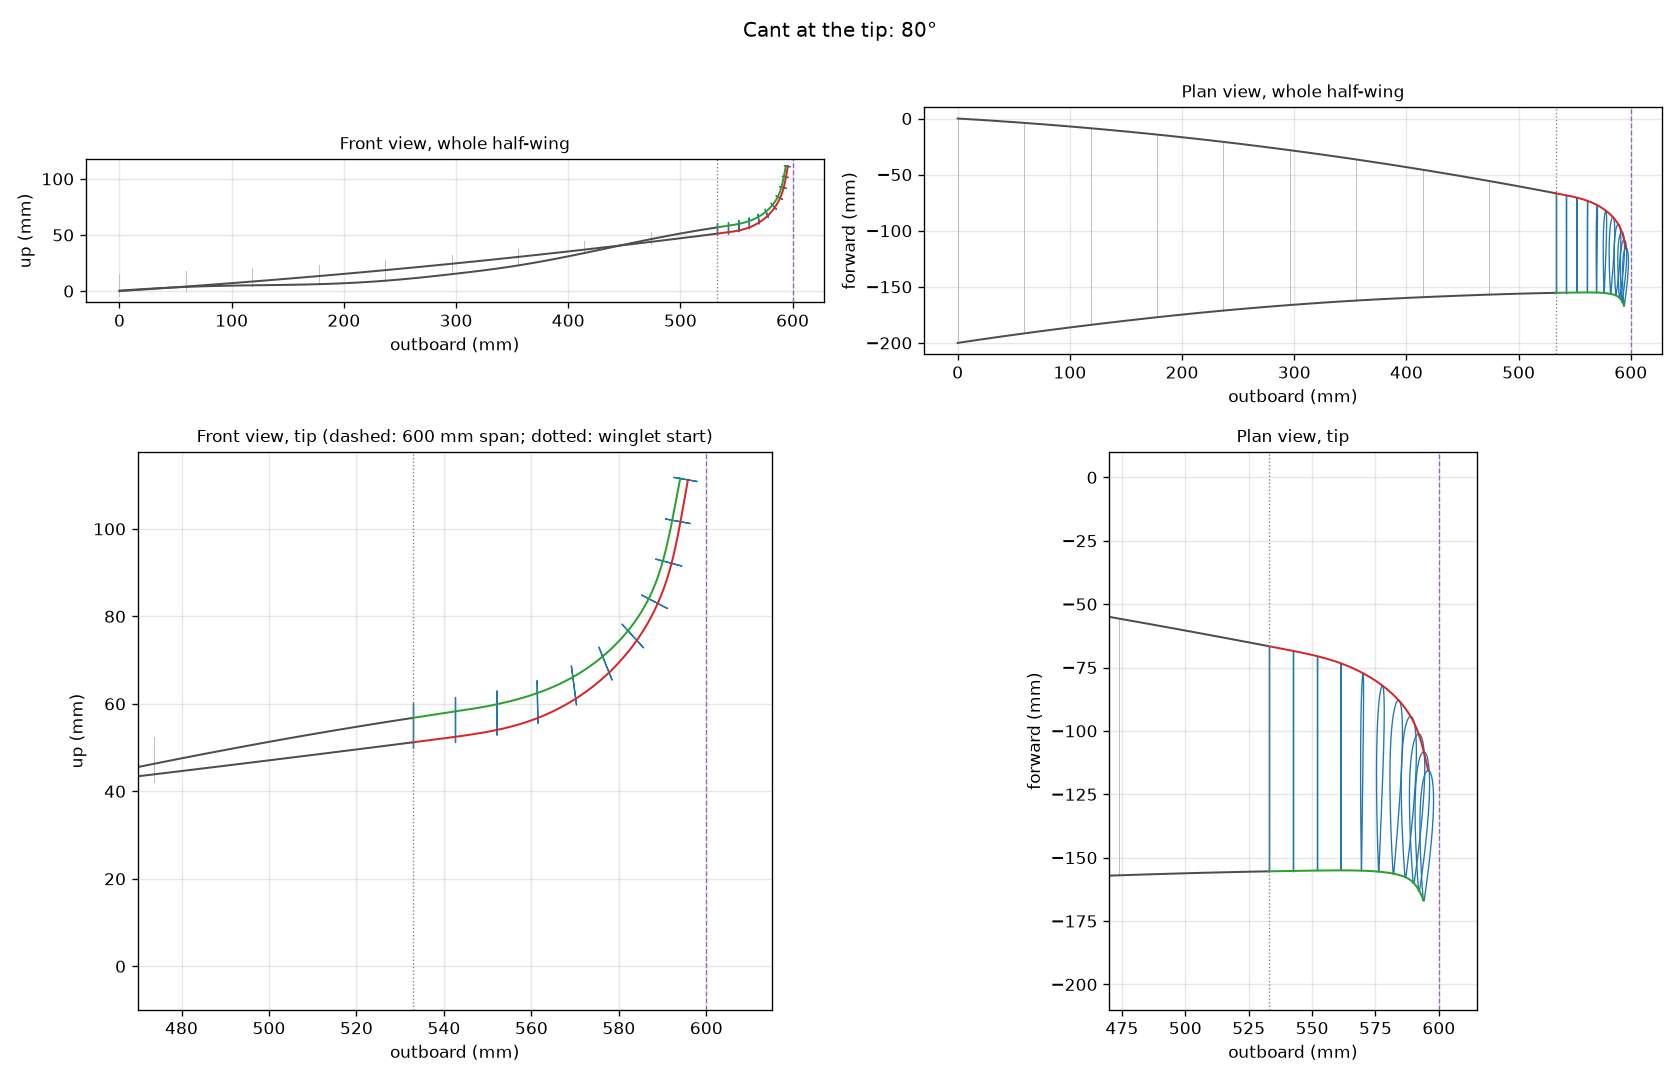 Cant at the tip: 80°
Front view, whole half-wing
up (mm)
100
50
0
0 100 200 300 400 500 600
outboard (mm)
Plan view, whole half-wing
forward (mm)
0
−50
−100
−150
−200
0 100 200 300 400 500 600
outboard (mm)
Front view, tip (dashed: 600 mm span; dotted: winglet start)
up (mm)
100
80
60
40
20
0
480 500 520 540 560 580 600
outboard (mm)
Plan view, tip
forward (mm)
0
−25
−50
−75
−100
−125
−150
−175
−200
475 500 525 550 575 600
outboard (mm)